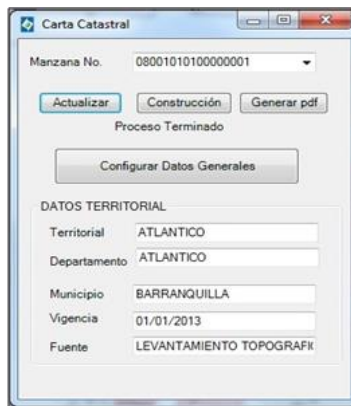 Carta Catastral
Manzana No. 08001010100000001
Actualizar Construcción Generar pdf
Proceso Terminado
Configurar Datos Generales
DATOS TERRITORIAL
Territorial ATLANTICO
Departamento ATLANTICO
Municipio BARRANQUILLA
Vigencia 01/01/2013
Fuente LEVANTAMIENTO TOPOGRAFI